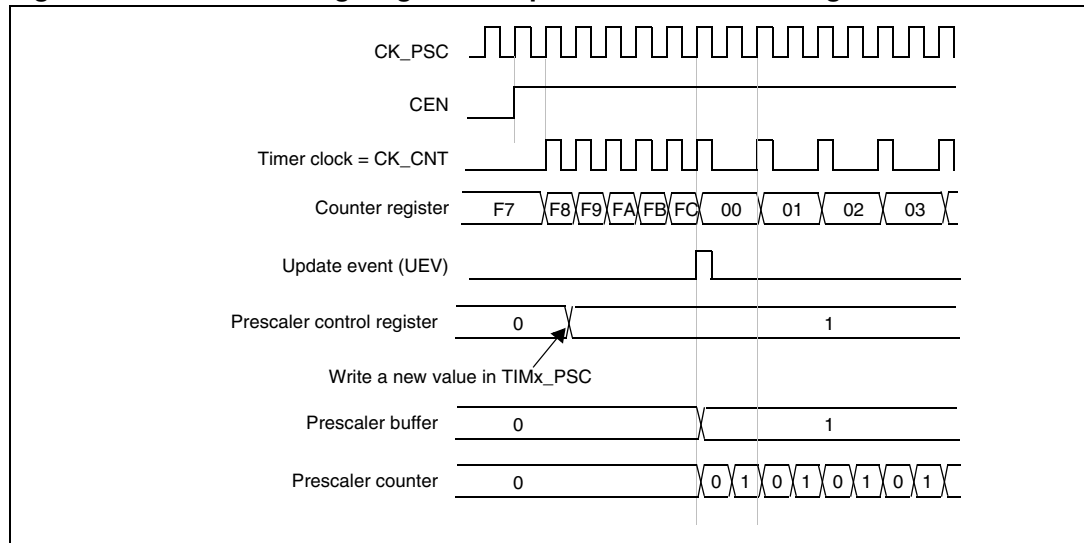 CK_PSC
CEN
Timer clock = CK_CNT
Counter register F7 F8 F9 FA FB FC 00 01 02 03
Update event (UEV)
Prescaler control register 0 1
Write a new value in TIMx_PSC
Prescaler buffer 0 1
Prescaler counter 0 0 1 0 1 0 1 0 1